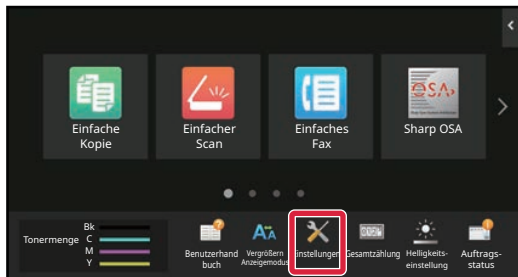 Einfache
Kopie
Einfacher
Scan
Einfaches
Fax
OSA
Sharp OSA
Tonermenge
Bk
C
M
Y
Benutzerhand
buch
Vergrößern
Anzeigemodus
Einstellungen
Gesamtzählung
Helligkeits-
einstellung
Auftrags-
status